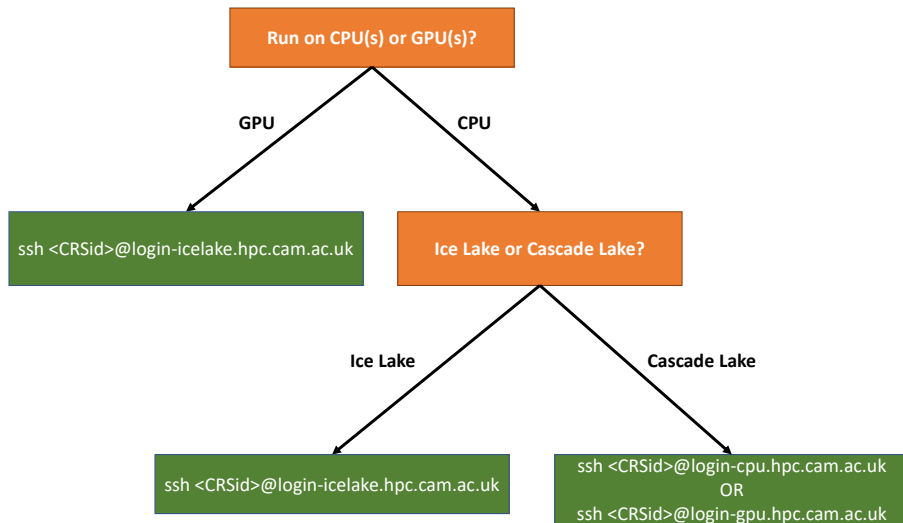 Run on CPU(s) or GPU(s)?
GPU
CPU
ssh <CRSid>@login-icelake.hpc.cam.ac.uk
Ice Lake or Cascade Lake?
Ice Lake
Cascade Lake
ssh <CRSid>@login-icelake.hpc.cam.ac.uk
ssh <CRSid>@login-cpu.hpc.cam.ac.uk
OR
ssh <CRSid>@login-gpu.hpc.cam.ac.uk